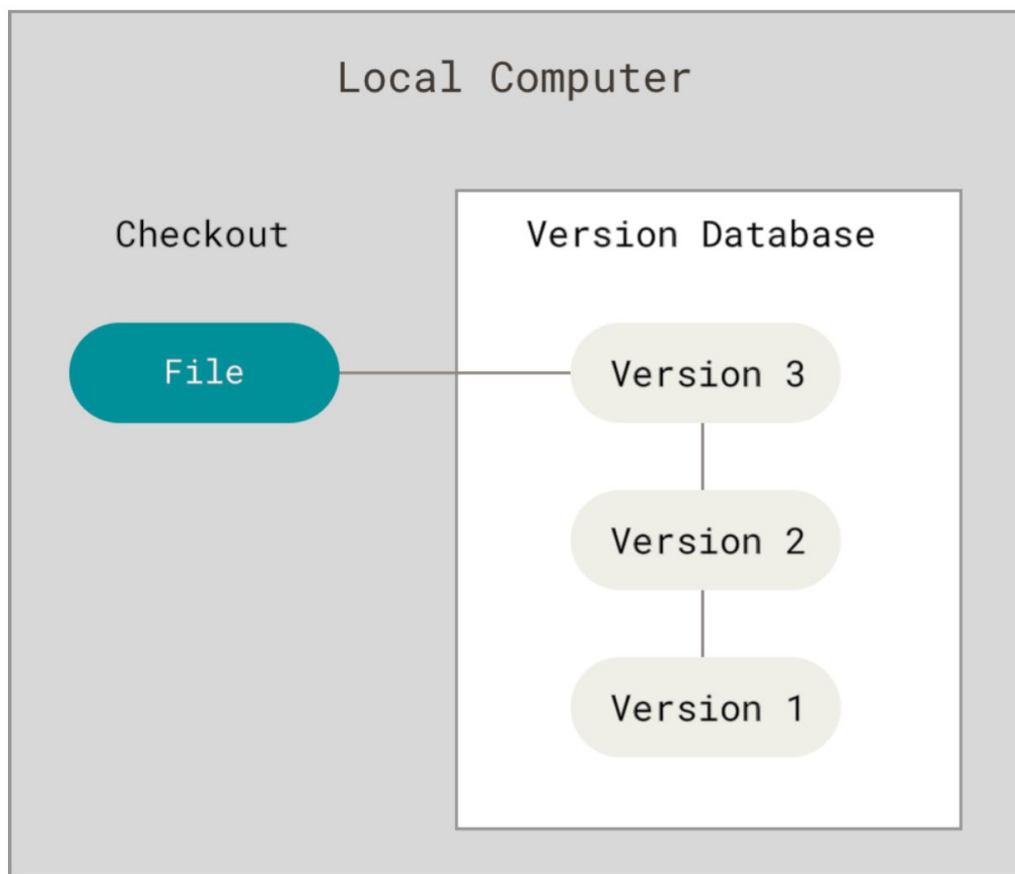 Local Computer
Checkout
Version Database
File
Version 3
Version 2
Version 1